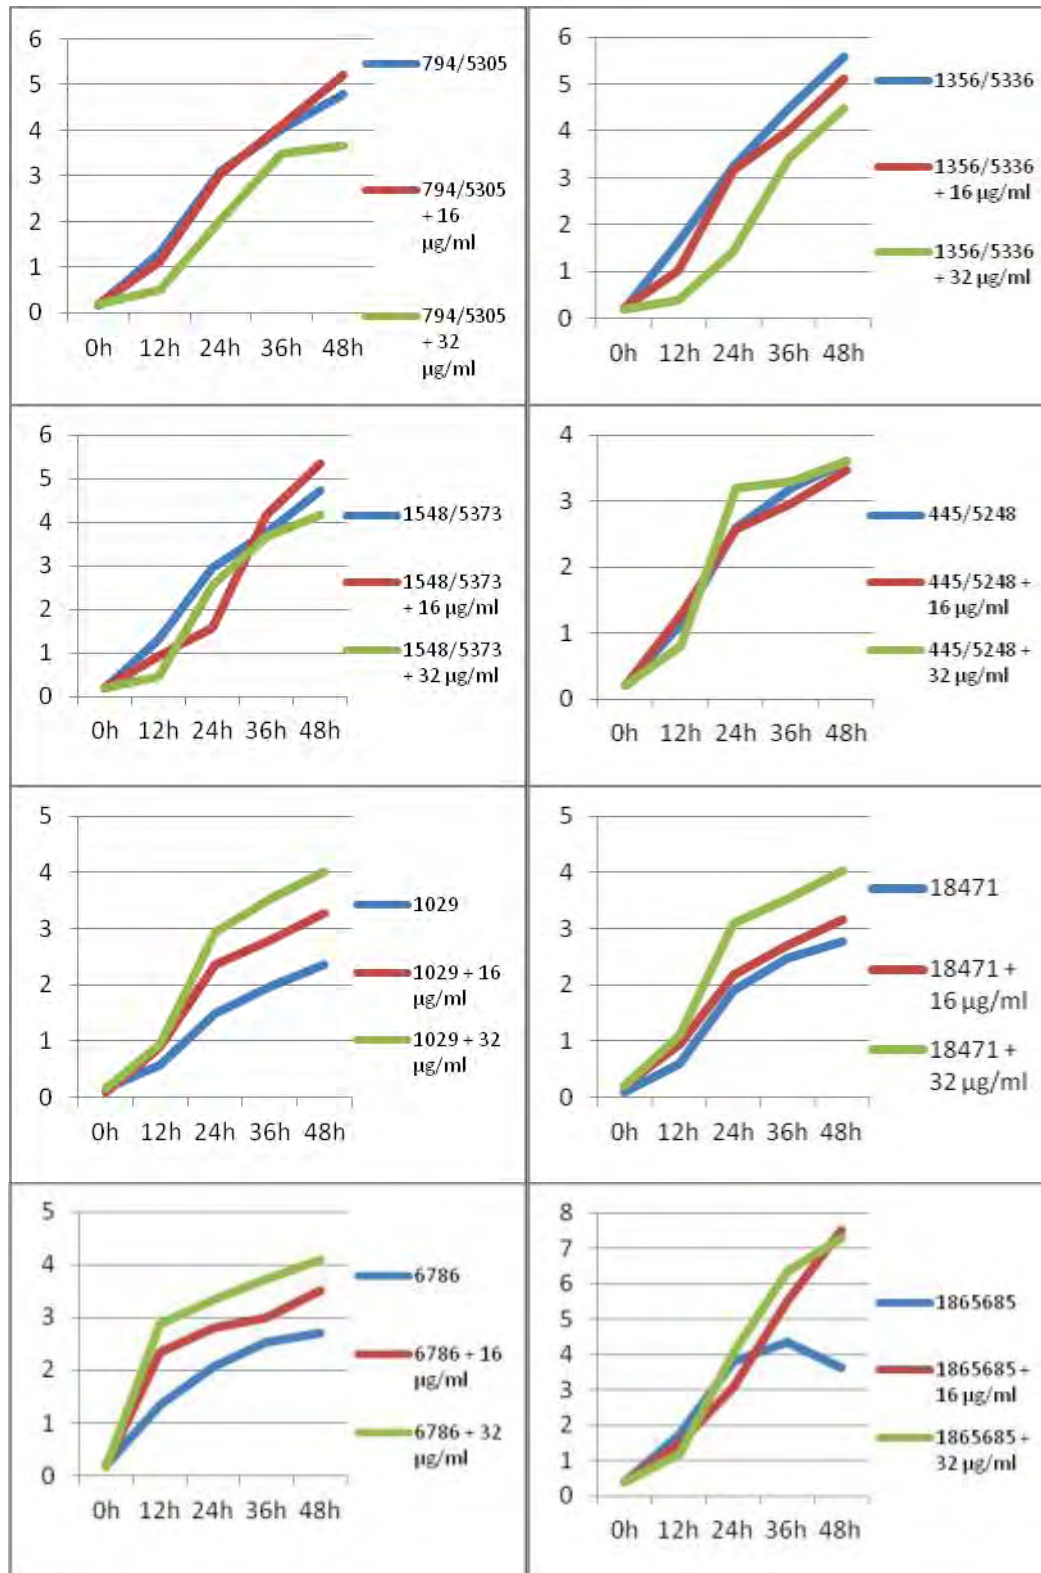 6
5
4
3
2
1
0
0h 12h 24h 36h 48h
794/5305
794/5305
+ 16
µg/ml
794/5305
+ 32
µg/ml
6
5
4
3
2
1
0
0h 12h 24h 36h 48h
1356/5336
1356/5336
+ 16 µg/ml
1356/5336
+ 32 µg/ml
6
5
4
3
2
1
0
0h 12h 24h 36h 48h
1548/5373
1548/5373
+ 16 µg/ml
1548/5373
+ 32 µg/ml
4
3
2
1
0
0h 12h 24h 36h 48h
445/5248
445/5248 +
16 µg/ml
445/5248 +
32 µg/ml
5
4
3
2
1
0
0h 12h 24h 36h 48h
1029
1029 + 16
µg/ml
1029 + 32
µg/ml
5
4
3
2
1
0
0h 12h 24h 36h 48h
18471
18471 +
16 µg/ml
18471 +
32 µg/ml
5
4
3
2
1
0
0h 12h 24h 36h 48h
6786
6786 + 16
µg/ml
6786 + 32
µg/ml
8
7
6
5
4
3
2
1
0
0h 12h 24h 36h 48h
1865685
1865685 +
16 µg/ml
1865685 +
32 µg/ml